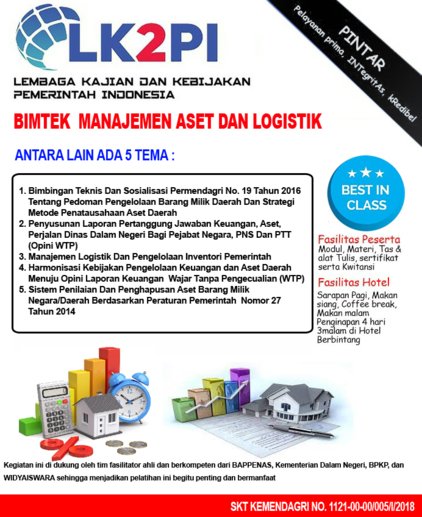 LK2PI
LEMBAGA KAJIAN DAN KEBIJAKAN
PEMERINTAH INDONESIA
PINTAR
Pelayanan prima, INTegritAs, kRedibel
BIMTEK MANAJEMEN ASET DAN LOGISTIK
ANTARA LAIN ADA 5 TEMA :
1. Bimbingan Teknis Dan Sosialisasi Permendagri No. 19 Tahun 2016
Tentang Pedoman Pengelolaan Barang Milik Daerah Dan Strategi
Metode Penatausahaan Aset Daerah
2. Penyusunan Laporan Pertanggung Jawaban Keuangan, Aset,
Perjalan Dinas Dalam Negeri Bagi Pejabat Negara, PNS Dan PTT
(Opini WTP)
3. Manajemen Logistik Dan Pengelolaan Inventori Pemerintah
4. Harmonisasi Kebijakan Pengelolaan Keuangan dan Aset Daerah
Menuju Opini Laporan Keuangan Wajar Tanpa Pengecualian (WTP)
5. Sistem Penilaian Dan Penghapusan Aset Barang Milik
Negara/Daerah Berdasarkan Peraturan Pemerintah Nomor 27
Tahun 2014
BEST IN
CLASS
Fasilitas Peserta
Modul, Materi, Tas &
alat Tulis, sertifikat
serta Kwitansi
Fasilitas Hotel
Sarapan Pagi, Makan
siang, Coffee break,
Makan malam
Penginapan 4 hari
3malam di Hotel
Berbintang
Kegiatan ini di dukung oleh tim fasilitator ahli dan berkompeten dari BAPPENAS, Kementerian Dalam Negeri, BPKP, dan
WIDYAISWARA sehingga menjadikan pelatihan ini begitu penting dan bermanfaat
SKT KEMENDAGRI NO. 1121-00-00/005/I/2018